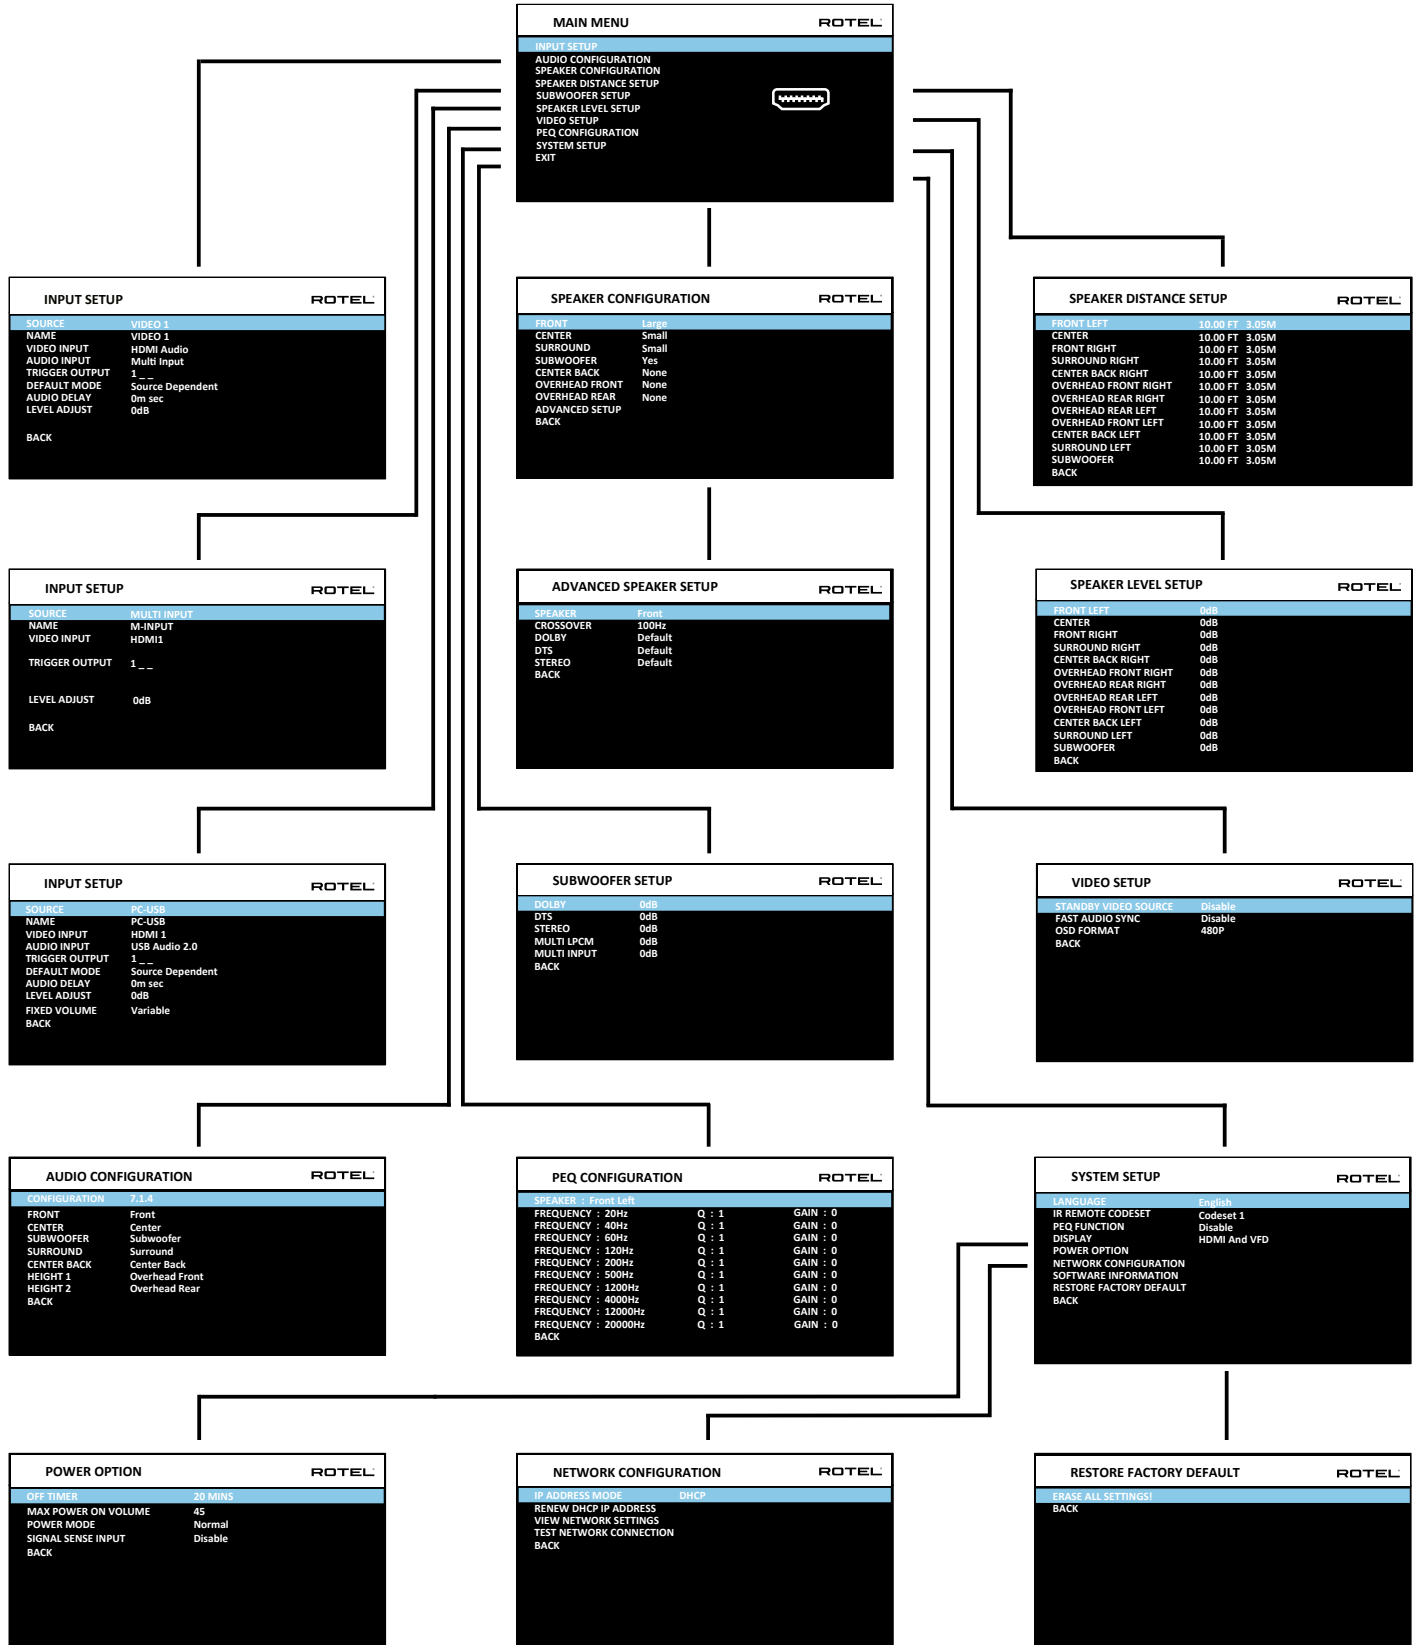 MAIN MENU ROTEL
INPUT SETUP
AUDIO CONFIGURATION
SPEAKER CONFIGURATION
SPEAKER DISTANCE SETUP
SUBWOOFER SETUP
SPEAKER LEVEL SETUP
VIDEO SETUP
PEQ CONFIGURATION
SYSTEM SETUP
EXIT
INPUT SETUP ROTEL
SOURCE VIDEO 1
NAME VIDEO 1
VIDEO INPUT HDMI Audio
AUDIO INPUT Multi Input
TRIGGER OUTPUT 1 _ _
DEFAULT MODE Source Dependent
AUDIO DELAY 0m sec
LEVEL ADJUST 0dB
BACK
SPEAKER CONFIGURATION ROTEL
FRONT Large
CENTER Small
SURROUND Small
SUBWOOFER Yes
CENTER BACK None
OVERHEAD FRONT None
OVERHEAD REAR None
ADVANCED SETUP
BACK
SPEAKER DISTANCE SETUP ROTEL
FRONT LEFT 10.00 FT 3.05M
CENTER 10.00 FT 3.05M
FRONT RIGHT 10.00 FT 3.05M
SURROUND RIGHT 10.00 FT 3.05M
CENTER BACK RIGHT 10.00 FT 3.05M
OVERHEAD FRONT RIGHT 10.00 FT 3.05M
OVERHEAD REAR RIGHT 10.00 FT 3.05M
OVERHEAD REAR LEFT 10.00 FT 3.05M
OVERHEAD FRONT LEFT 10.00 FT 3.05M
CENTER BACK LEFT 10.00 FT 3.05M
SURROUND LEFT 10.00 FT 3.05M
SUBWOOFER 10.00 FT 3.05M
BACK
INPUT SETUP ROTEL
SOURCE MULTI INPUT
NAME M-INPUT
VIDEO INPUT HDMI1
TRIGGER OUTPUT 1 _ _
LEVEL ADJUST 0dB
BACK
ADVANCED SPEAKER SETUP ROTEL
SPEAKER Front
CROSSOVER 100Hz
DOLBY Default
DTS Default
STEREO Default
BACK
SPEAKER LEVEL SETUP ROTEL
FRONT LEFT 0dB
CENTER 0dB
FRONT RIGHT 0dB
SURROUND RIGHT 0dB
CENTER BACK RIGHT 0dB
OVERHEAD FRONT RIGHT 0dB
OVERHEAD REAR RIGHT 0dB
OVERHEAD REAR LEFT 0dB
OVERHEAD FRONT LEFT 0dB
CENTER BACK LEFT 0dB
SURROUND LEFT 0dB
SUBWOOFER 0dB
BACK
INPUT SETUP ROTEL
SOURCE PC-USB
NAME PC-USB
VIDEO INPUT HDMI 1
AUDIO INPUT USB Audio 2.0
TRIGGER OUTPUT 1 _ _
DEFAULT MODE Source Dependent
AUDIO DELAY 0m sec
LEVEL ADJUST 0dB
FIXED VOLUME Variable
BACK
SUBWOOFER SETUP ROTEL
DOLBY 0dB
DTS 0dB
STEREO 0dB
MULTI LPCM 0dB
MULTI INPUT 0dB
BACK
VIDEO SETUP ROTEL
STANDBY VIDEO SOURCE Disable
FAST AUDIO SYNC Disable
OSD FORMAT 480P
BACK
AUDIO CONFIGURATION ROTEL
CONFIGURATION 7.1.4
FRONT Front
CENTER Center
SUBWOOFER Subwoofer
SURROUND Surround
CENTER BACK Center Back
HEIGHT 1 Overhead Front
HEIGHT 2 Overhead Rear
BACK
PEQ CONFIGURATION ROTEL
SPEAKER : Front Left
FREQUENCY : 20Hz Q : 1 GAIN : 0
FREQUENCY : 40Hz Q : 1 GAIN : 0
FREQUENCY : 60Hz Q : 1 GAIN : 0
FREQUENCY : 120Hz Q : 1 GAIN : 0
FREQUENCY : 200Hz Q : 1 GAIN : 0
FREQUENCY : 500Hz Q : 1 GAIN : 0
FREQUENCY : 1200Hz Q : 1 GAIN : 0
FREQUENCY : 4000Hz Q : 1 GAIN : 0
FREQUENCY : 12000Hz Q : 1 GAIN : 0
FREQUENCY : 20000Hz Q : 1 GAIN : 0
BACK
SYSTEM SETUP ROTEL
LANGUAGE English
IR REMOTE CODESET Codeset 1
PEQ FUNCTION Disable
DISPLAY HDMI And VFD
POWER OPTION
NETWORK CONFIGURATION
SOFTWARE INFORMATION
RESTORE FACTORY DEFAULT
BACK
POWER OPTION ROTEL
OFF TIMER 20 MINS
MAX POWER ON VOLUME 45
POWER MODE Normal
SIGNAL SENSE INPUT Disable
BACK
NETWORK CONFIGURATION ROTEL
IP ADDRESS MODE DHCP
RENEW DHCP IP ADDRESS
VIEW NETWORK SETTINGS
TEST NETWORK CONNECTION
BACK
RESTORE FACTORY DEFAULT ROTEL
ERASE ALL SETTINGS!
BACK